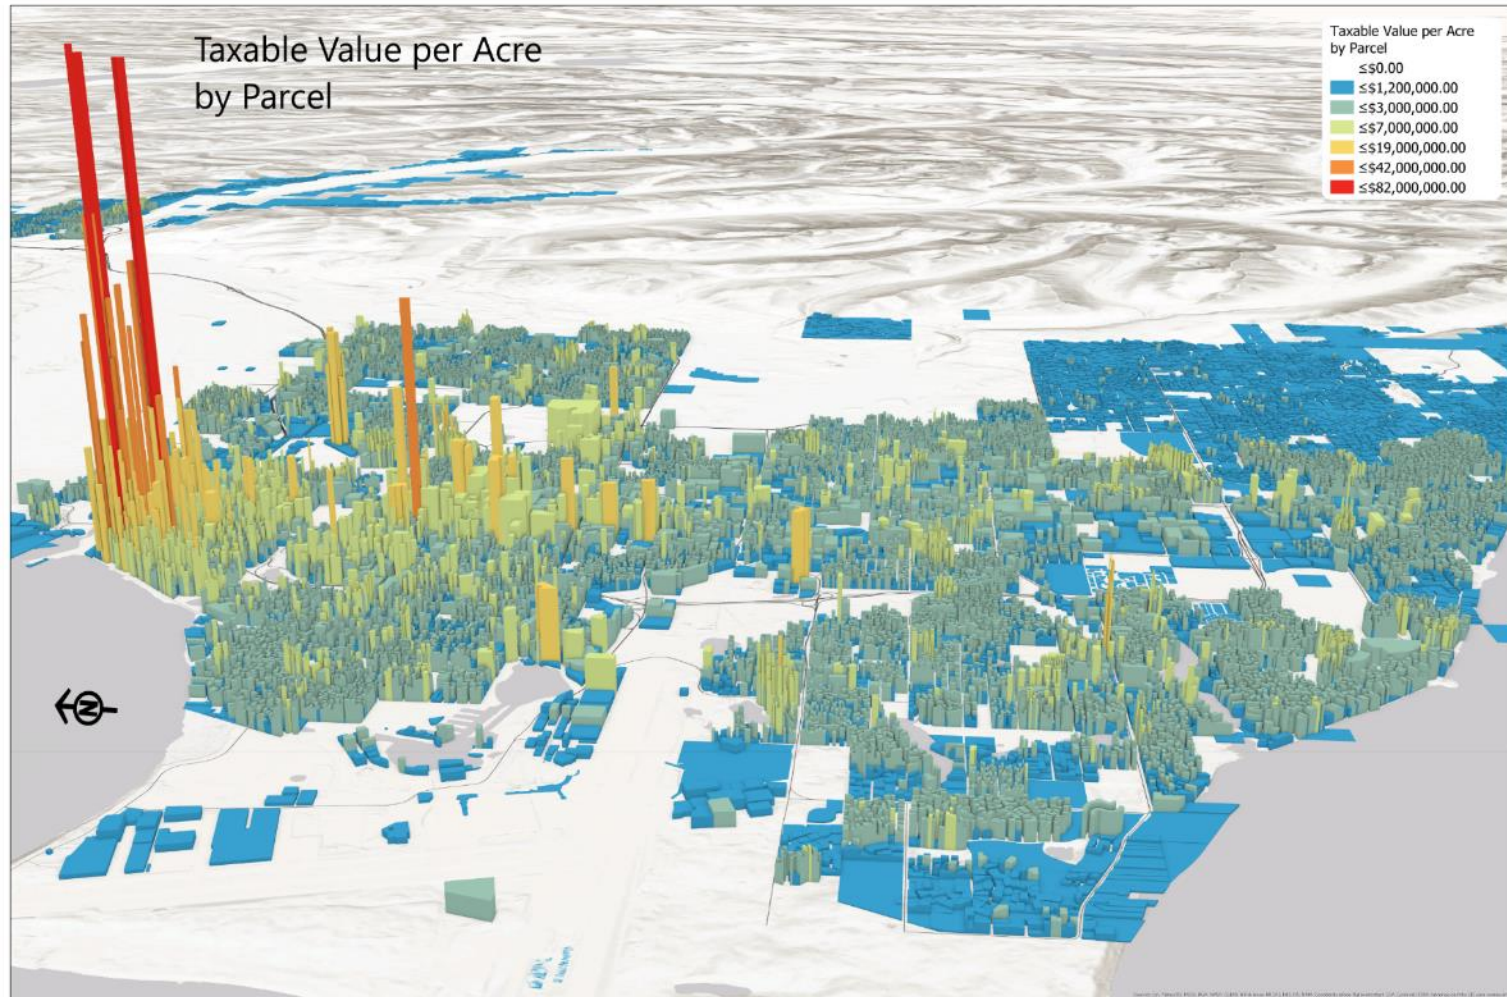 Taxable Value per Acre
by Parcel
Taxable Value per Acre
by Parcel
≤$0.00
≤$1,200,000.00
≤$3,000,000.00
≤$7,000,000.00
≤$19,000,000.00
≤$42,000,000.00
≤$82,000,000.00
N